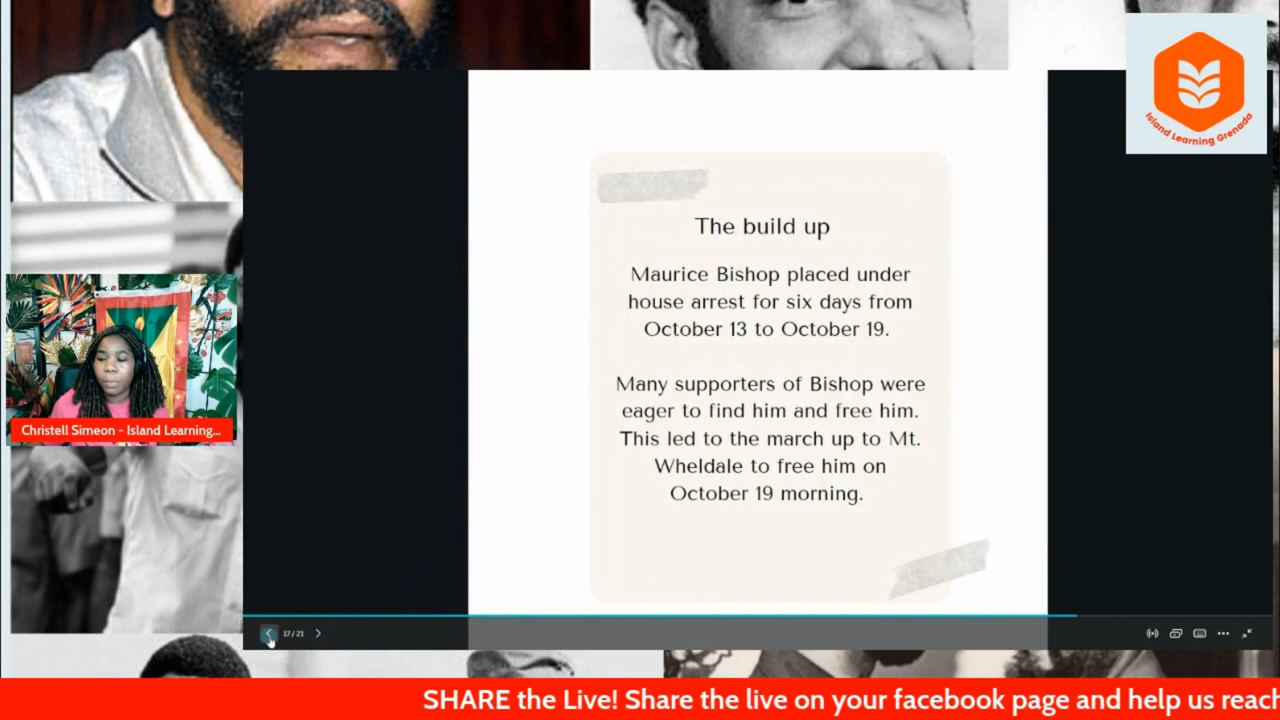 Island Learning Grenada
The build up
Maurice Bishop placed under
house arrest for six days from
October 13 to October 19.
Many supporters of Bishop were
eager to find him and free him.
This led to the march up to Mt.
Wheldale to free him on
October 19 morning.
Christell Simeon - Island Learning...
17 / 21
SHARE the Live! Share the live on your facebook page and help us reach